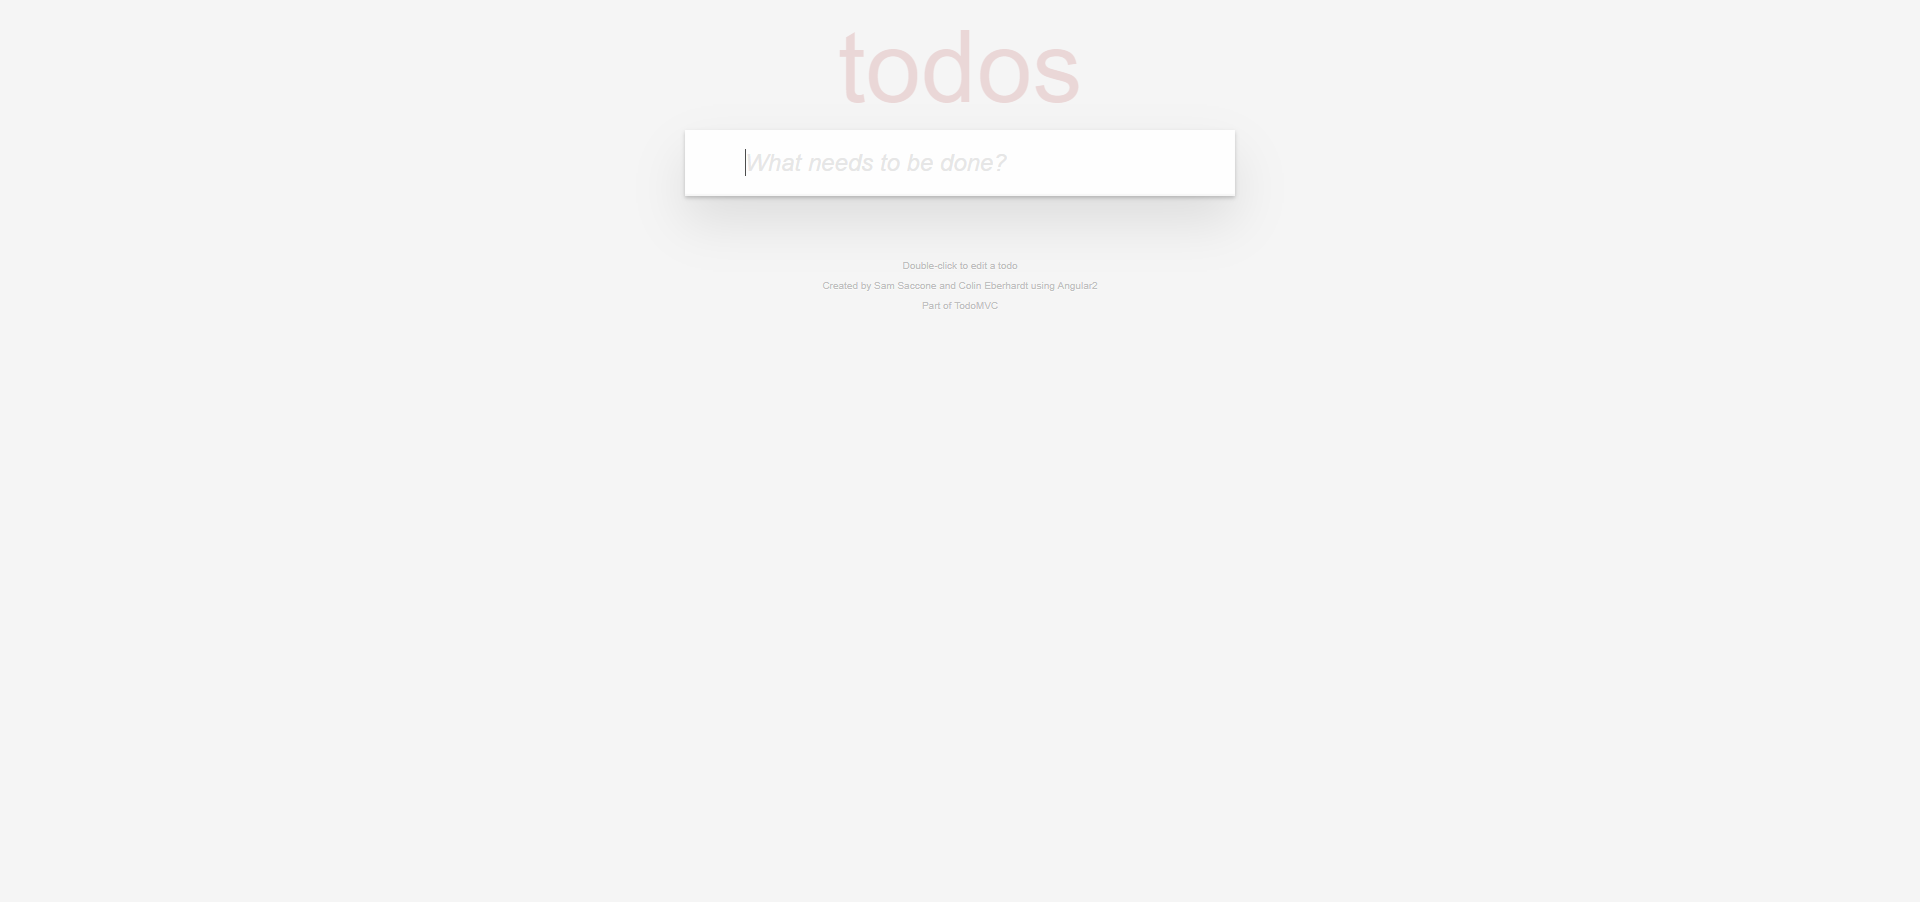 todos
What needs to be done?
Double-click to edit a todo
Created by Sam Saccone and Colin Eberhardt using Angular2
Part of TodoMVC